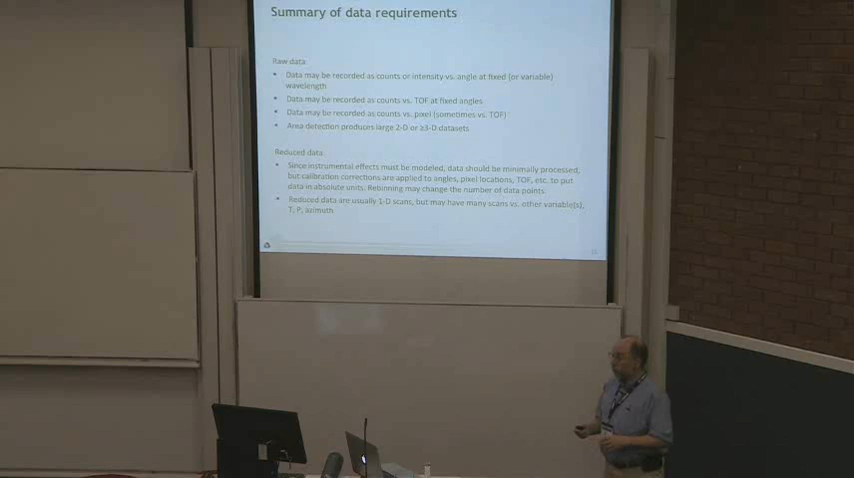 Summary of data requirements
Raw data:
• Data may be recorded as counts or intensity vs. angle at fixed (or variable)
wavelength
• Data may be recorded as counts vs. TOF at fixed angles
• Data may be recorded as counts vs. pixel (sometimes vs. TOF)
• Area detection produces large 2-D or ≥3-D datasets
Reduced data:
• Since instrumental effects must be modeled, data should be minimally processed,
but calibration corrections are applied to angles, pixel locations, TOF, etc. to put
data in absolute units. Rebinning may change the number of data points.
• Reduced data are usually 1-D scans, but may have many scans vs. other variable(s),
T, P, azimuth